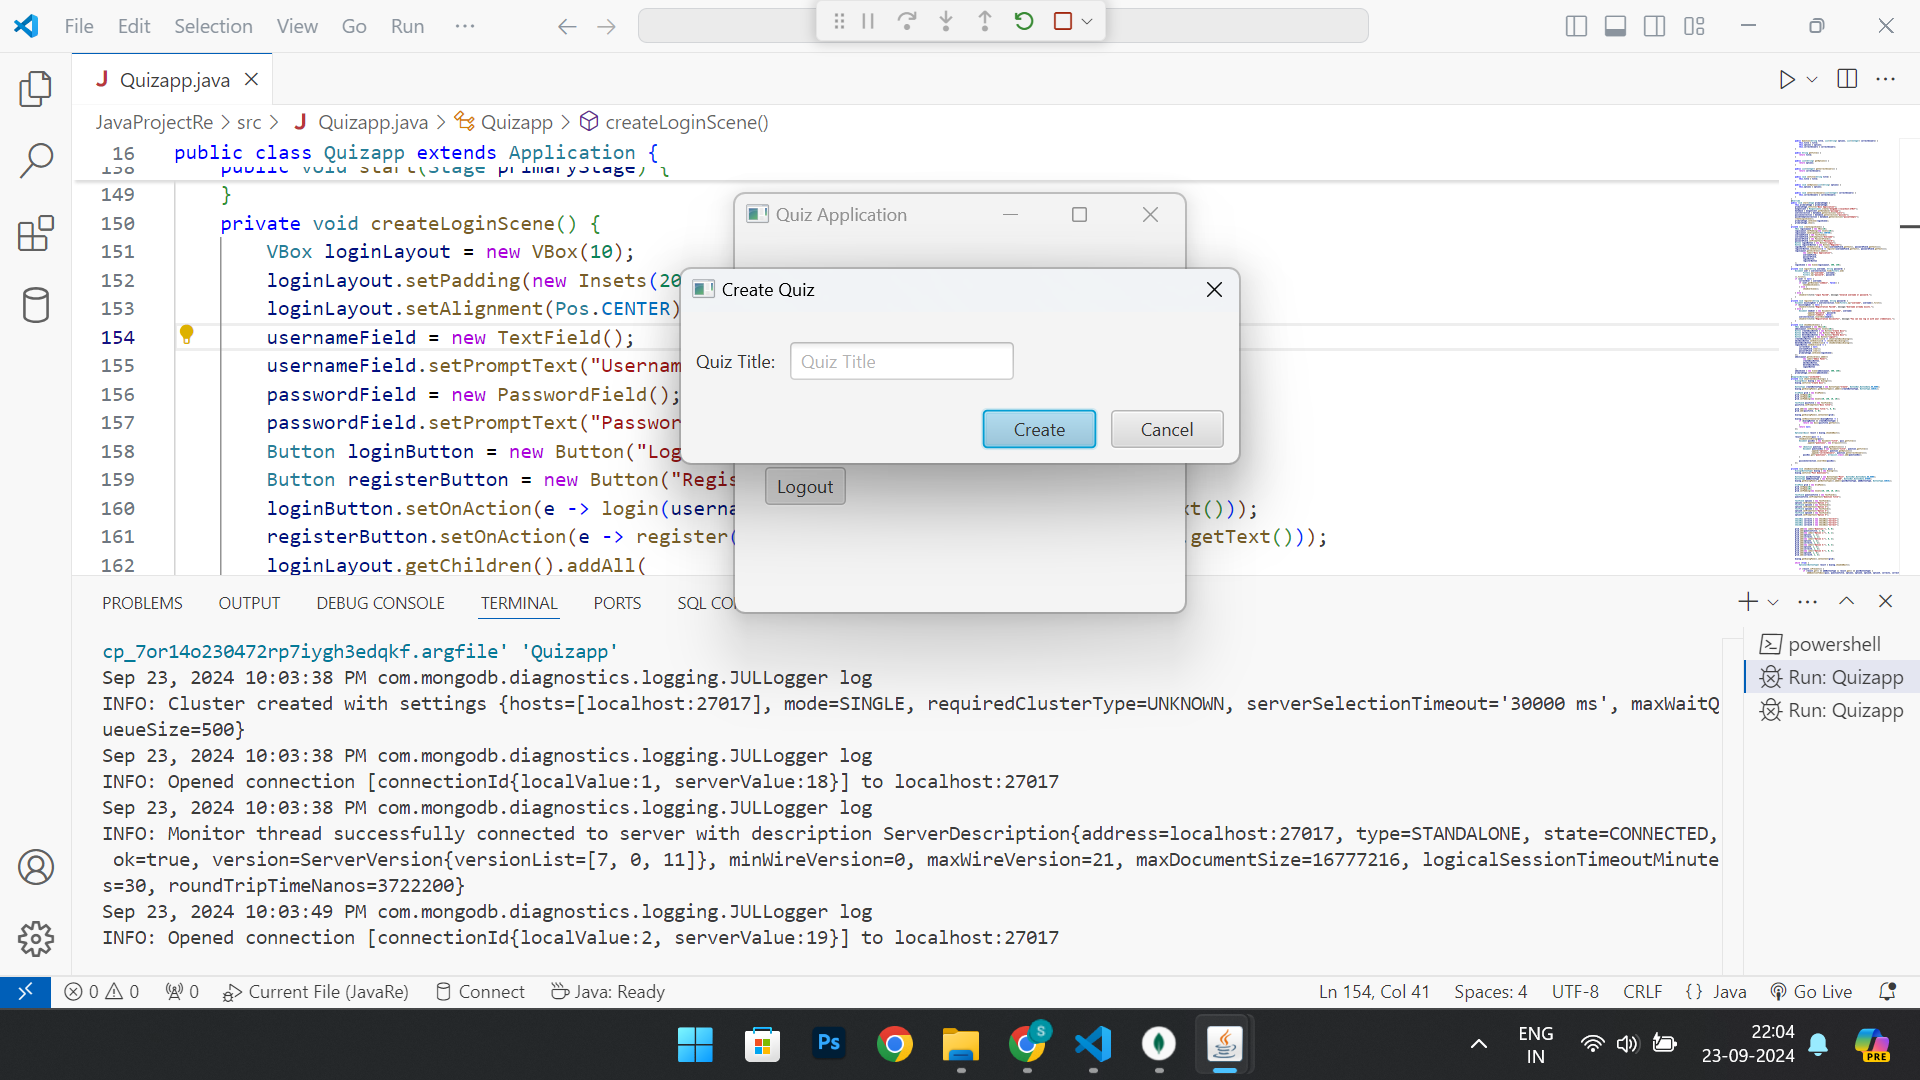 File Edit Selection View Go Run ···
Quizapp.java
JavaProjectRe > src > J Quizapp.java > Quizapp > createLoginScene()
16 public class Quizapp extends Application {
138 public void start(Stage primaryStage) {
149 }
150 private void createLoginScene() {
151 VBox loginLayout = new VBox(10);
152 loginLayout.setPadding(new Insets(20
153 loginLayout.setAlignment(Pos.CENTER)
154 usernameField = new TextField();
155 usernameField.setPromptText("Usernam
156 passwordField = new PasswordField();
157 passwordField.setPromptText("Passwor
158 Button loginButton = new Button("Log
159 Button registerButton = new Button("Regis
160 loginButton.setOnAction(e -> login(userna xt()));
161 registerButton.setOnAction(e -> register( .getText()));
162 loginLayout.getChildren().addAll(
Quiz Application
Create Quiz
Quiz Title: Quiz Title
Create Cancel
Logout
PROBLEMS OUTPUT DEBUG CONSOLE TERMINAL PORTS SQL CO
cp_7or14o230472rp7iygh3edqkf.argfile' 'Quizapp'
Sep 23, 2024 10:03:38 PM com.mongodb.diagnostics.logging.JULLogger log
INFO: Cluster created with settings {hosts=[localhost:27017], mode=SINGLE, requiredClusterType=UNKNOWN, serverSelectionTimeout='30000 ms', maxWaitQ
ueueSize=500}
Sep 23, 2024 10:03:38 PM com.mongodb.diagnostics.logging.JULLogger log
INFO: Opened connection [connectionId{localValue:1, serverValue:18}] to localhost:27017
Sep 23, 2024 10:03:38 PM com.mongodb.diagnostics.logging.JULLogger log
INFO: Monitor thread successfully connected to server with description ServerDescription{address=localhost:27017, type=STANDALONE, state=CONNECTED,
ok=true, version=ServerVersion{versionList=[7, 0, 11]}, minWireVersion=0, maxWireVersion=21, maxDocumentSize=16777216, logicalSessionTimeoutMinute
s=30, roundTripTimeNanos=3722200}
Sep 23, 2024 10:03:49 PM com.mongodb.diagnostics.logging.JULLogger log
INFO: Opened connection [connectionId{localValue:2, serverValue:19}] to localhost:27017
powershell
Run: Quizapp
Run: Quizapp
0 0 0 Current File (JavaRe) Connect Java: Ready Ln 154, Col 41 Spaces: 4 UTF-8 CRLF {} Java Go Live
Ps
S
ENG
IN
22:04
23-09-2024
PRE